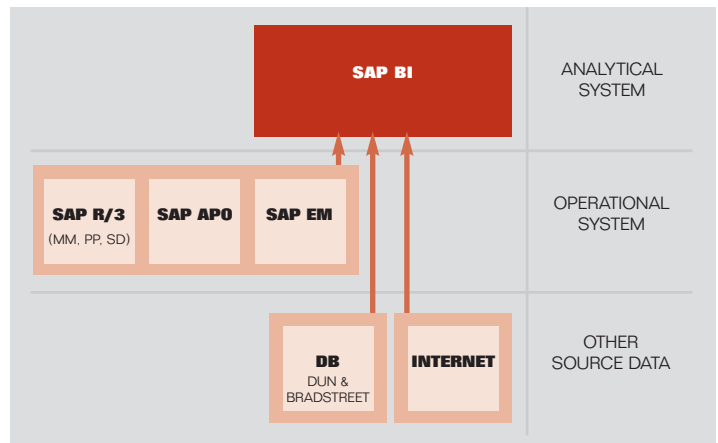 SAP BI
ANALYTICAL
SYSTEM
SAP R/3
(MM, PP, SD)
SAP APO
SAP EM
OPERATIONAL
SYSTEM
DB
DUN &
BRADSTREET
INTERNET
OTHER
SOURCE DATA